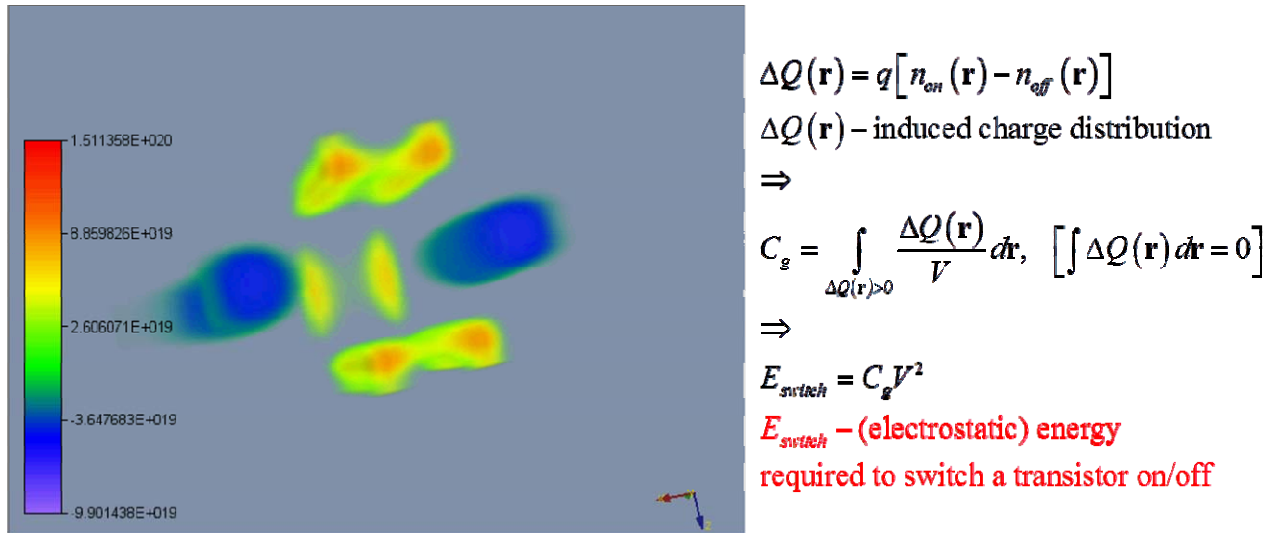 1.511358E+020
8.859826E+019
2.606071E+019
-3.647683E+019
-9.901438E+019
z
ΔQ(r) = q[n_on(r) − n_off(r)]
ΔQ(r) – induced charge distribution
⇒
C_g = ∫_{ΔQ(r)>0} ΔQ(r)/V dr, [∫ΔQ(r)dr = 0]
⇒
E_switch = C_gV²
E_switch – (electrostatic) energy
required to switch a transistor on/off